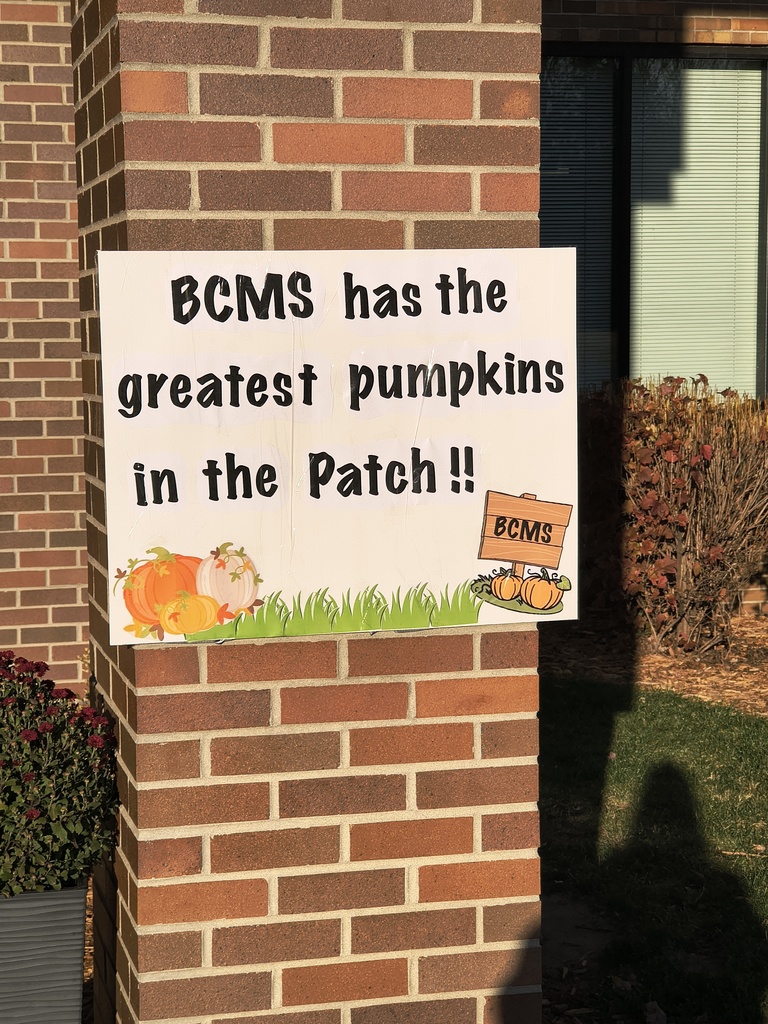 BCMS has the
greatest pumpkins
in the Patch!!
BCMS